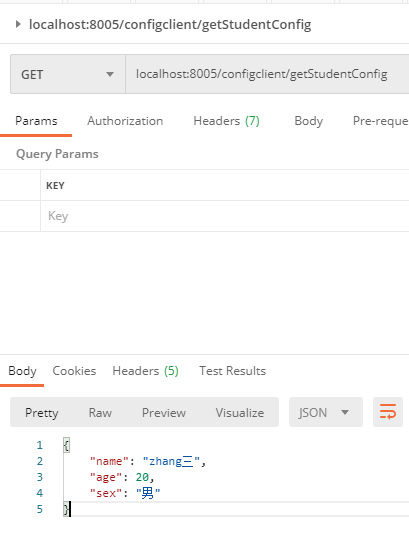 localhost:8005/configclient/getStudentConfig
GET localhost:8005/configclient/getStudentConfig
Params Authorization Headers (7) Body Pre-reque
Query Params
KEY
Key
Body Cookies Headers (5) Test Results
Pretty Raw Preview Visualize JSON
1 {
2 "name": "zhang三",
3 "age": 20,
4 "sex": "男"
5 }